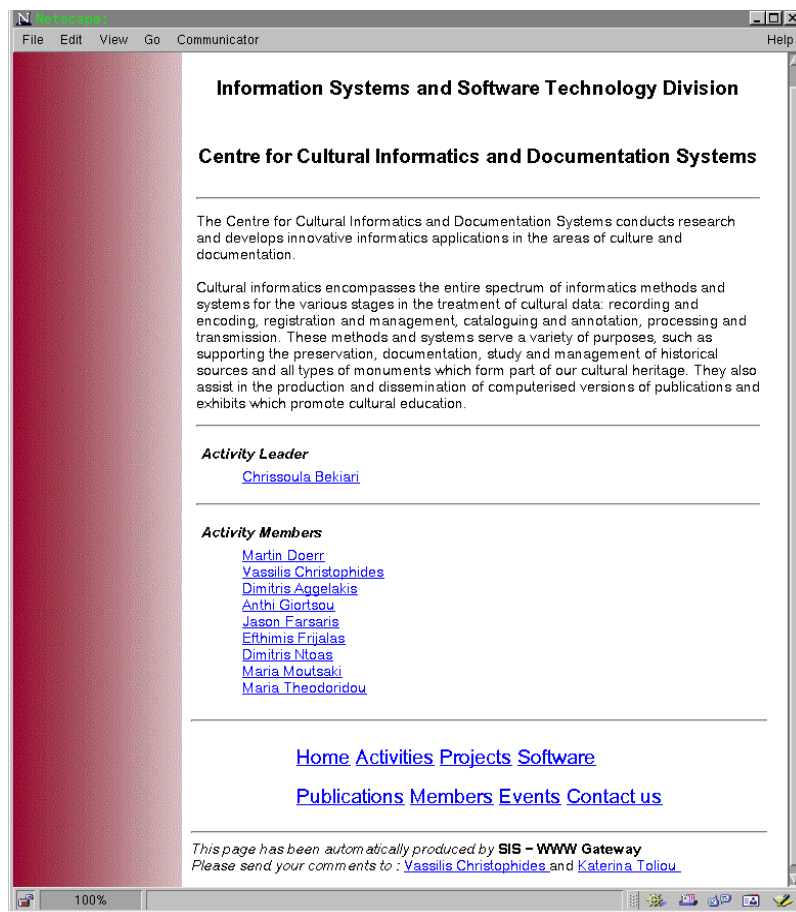 Netscape:
File Edit View Go Communicator Help
Information Systems and Software Technology Division
Centre for Cultural Informatics and Documentation Systems
The Centre for Cultural Informatics and Documentation Systems conducts research
and develops innovative informatics applications in the areas of culture and
documentation.
Cultural informatics encompasses the entire spectrum of informatics methods and
systems for the various stages in the treatment of cultural data: recording and
encoding, registration and management, cataloguing and annotation, processing and
transmission. These methods and systems serve a variety of purposes, such as
supporting the preservation, documentation, study and management of historical
sources and all types of monuments which form part of our cultural heritage. They also
assist in the production and dissemination of computerised versions of publications and
exhibits which promote cultural education.
Activity Leader
Chrissoula Bekiari
Activity Members
Martin Doerr
Vassilis Christophides
Dimitris Aggelakis
Anthi Giortsou
Jason Farsaris
Efthimis Frijalas
Dimitris Ntoas
Maria Moutsaki
Maria Theodoridou
Home Activities Projects Software
Publications Members Events Contact us
This page has been automatically produced by SIS - WWW Gateway
Please send your comments to : Vassilis Christophides and Katerina Toliou
100%